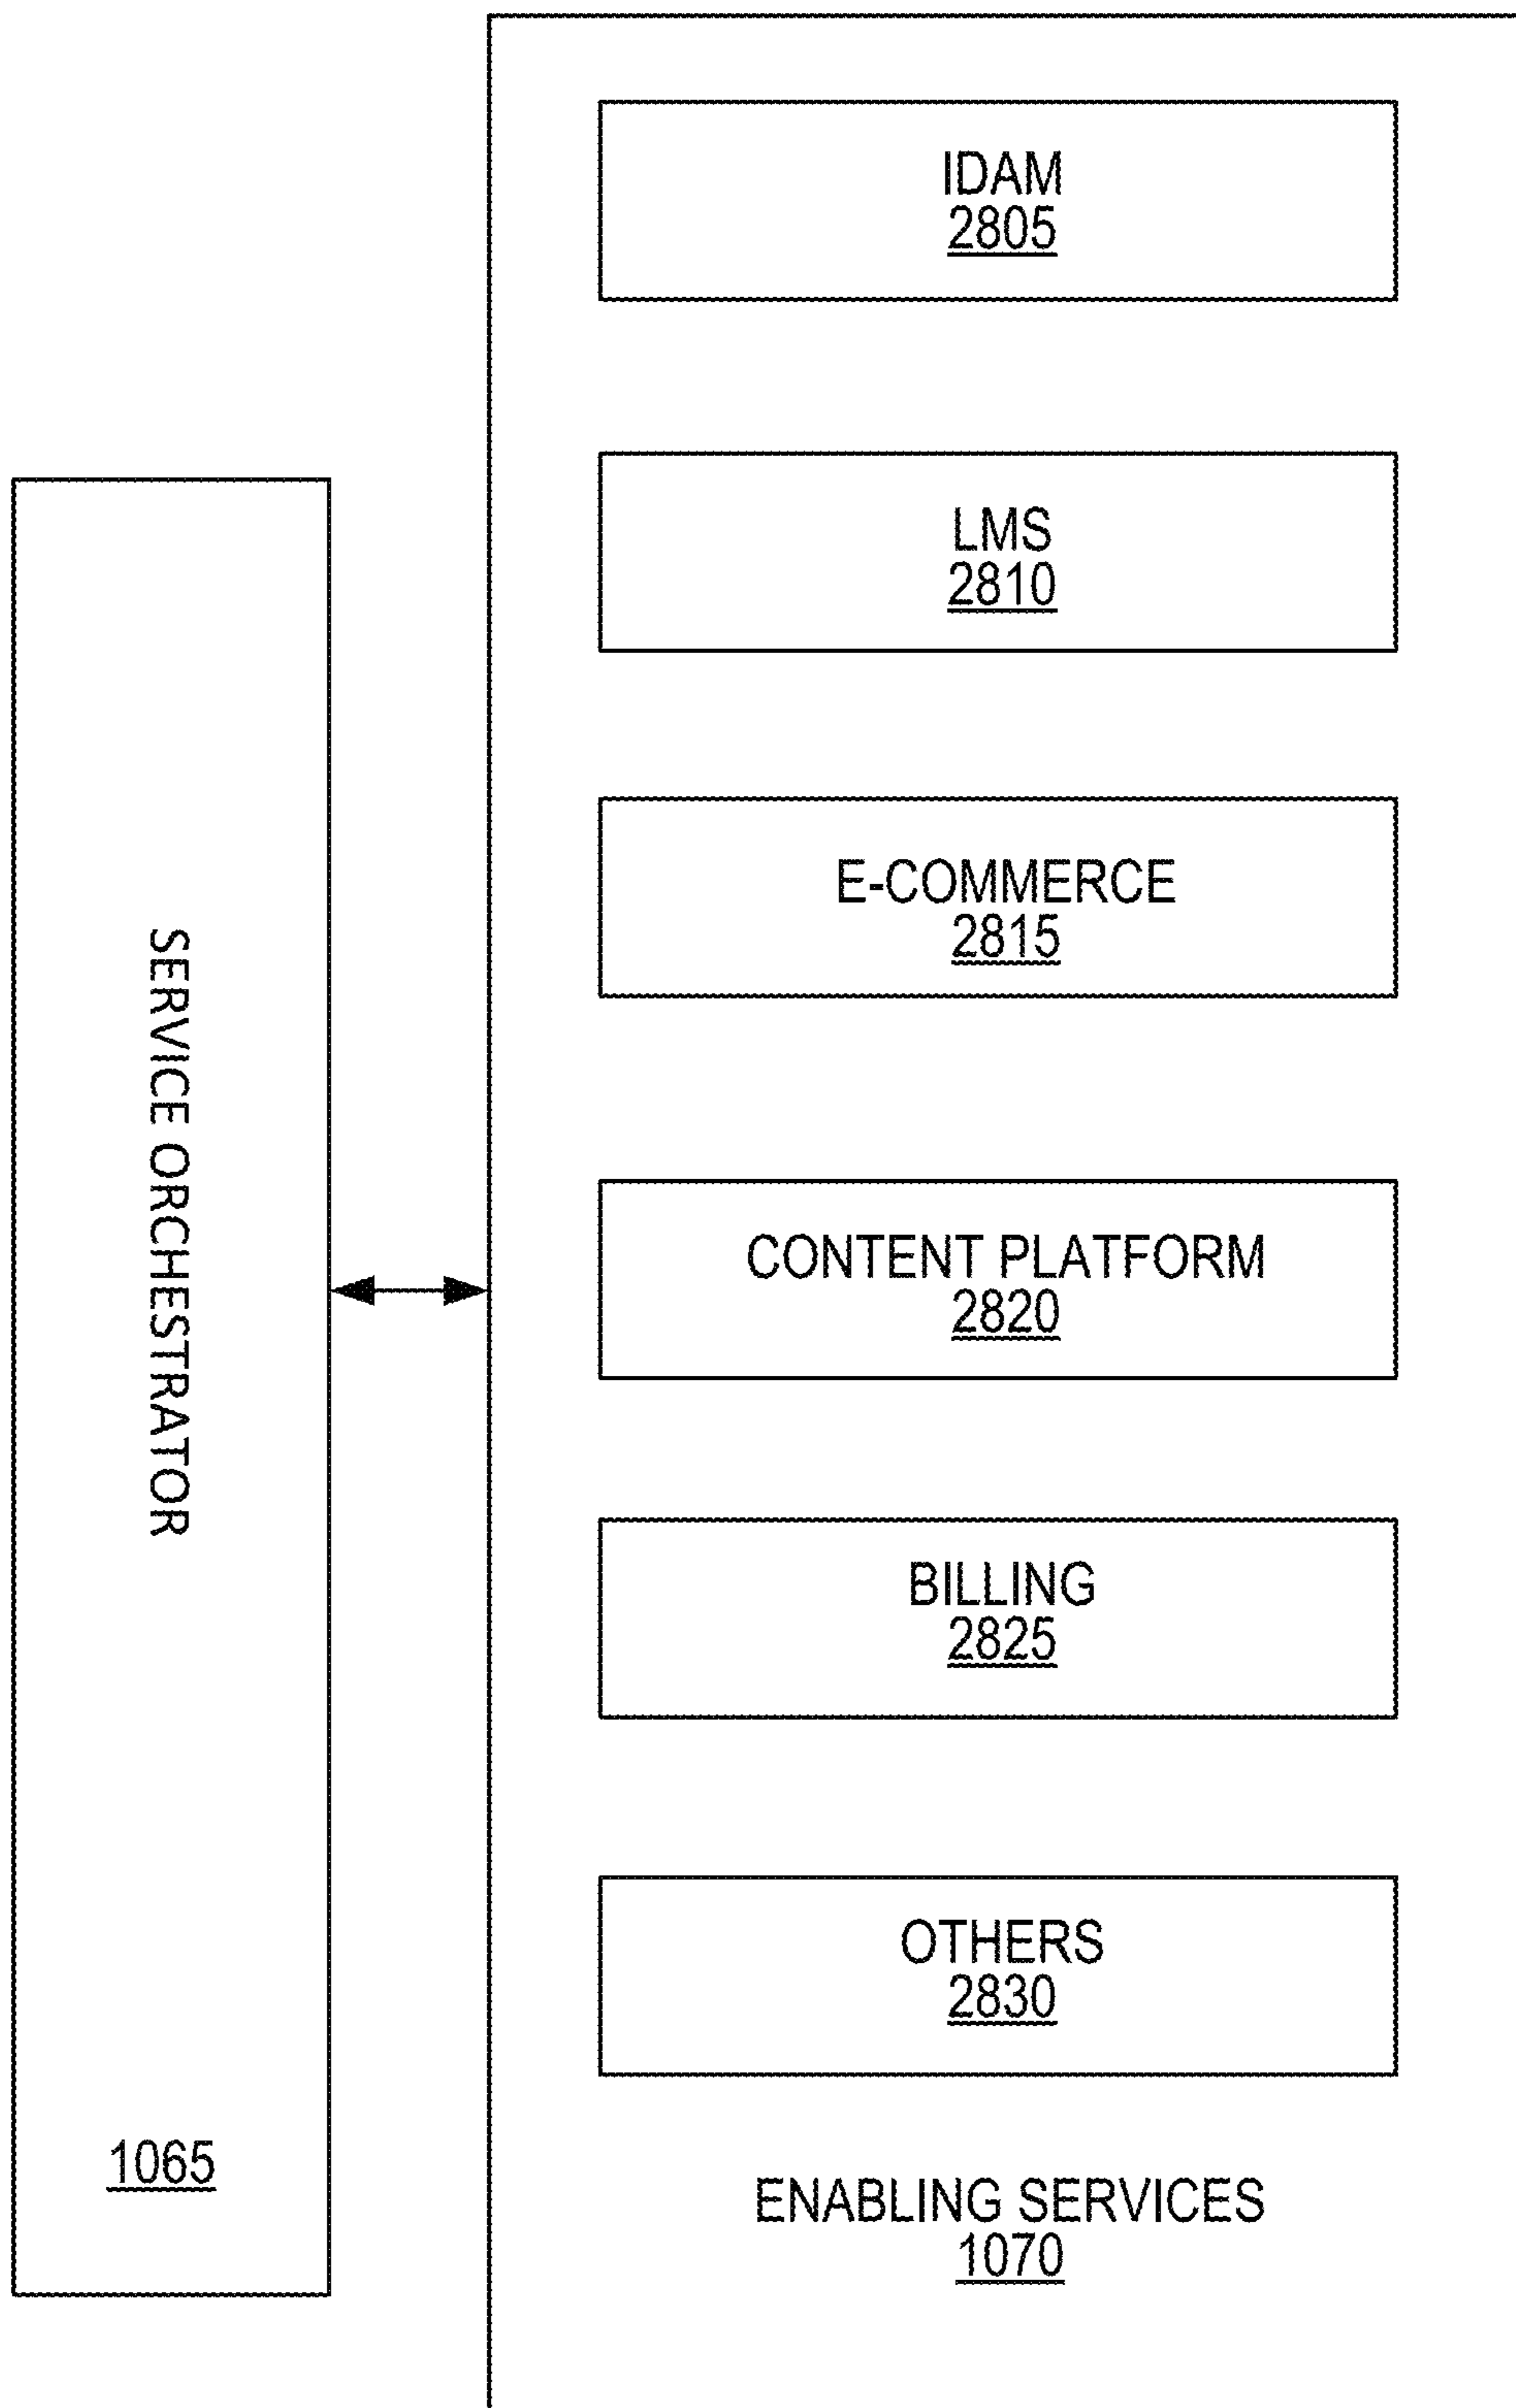 SERVICE ORCHESTRATOR
1065
IDAM
2805
LMS
2810
E-COMMERCE
2815
CONTENT PLATFORM
2820
BILLING
2825
OTHERS
2830
ENABLING SERVICES
1070